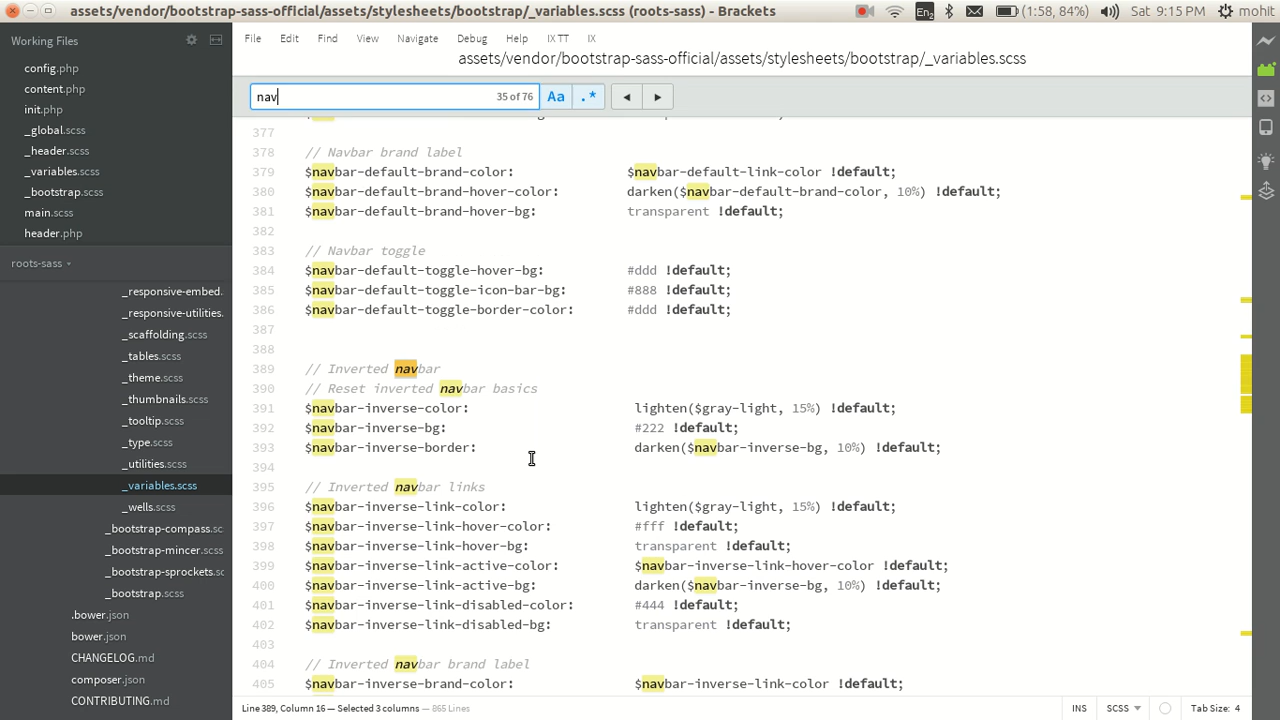 assets/vendor/bootstrap-sass-official/assets/stylesheets/bootstrap/_variables.scss (roots-sass) - Brackets
En2 (1:58, 84%) Sat 9:15 PM mohit
Working Files
config.php
content.php
init.php
_global.scss
_header.scss
_variables.scss
_bootstrap.scss
main.scss
header.php
roots-sass
_responsive-embed.
_responsive-utilities.
_scaffolding.scss
_tables.scss
_theme.scss
_thumbnails.scss
_tooltip.scss
_type.scss
_utilities.scss
_variables.scss
_wells.scss
_bootstrap-compass.sc
_bootstrap-mincer.scss
_bootstrap-sprockets.sc
_bootstrap.scss
.bower.json
bower.json
CHANGELOG.md
composer.json
CONTRIBUTING.md
File Edit Find View Navigate Debug Help IX TT IX
assets/vendor/bootstrap-sass-official/assets/stylesheets/bootstrap/_variables.scss
nav 35 of 76 Aa .*
377
378 // Navbar brand label
379 $navbar-default-brand-color: $navbar-default-link-color !default;
380 $navbar-default-brand-hover-color: darken($navbar-default-brand-color, 10%) !default;
381 $navbar-default-brand-hover-bg: transparent !default;
382
383 // Navbar toggle
384 $navbar-default-toggle-hover-bg: #ddd !default;
385 $navbar-default-toggle-icon-bar-bg: #888 !default;
386 $navbar-default-toggle-border-color: #ddd !default;
387
388
389 // Inverted navbar
390 // Reset inverted navbar basics
391 $navbar-inverse-color: lighten($gray-light, 15%) !default;
392 $navbar-inverse-bg: #222 !default;
393 $navbar-inverse-border: darken($navbar-inverse-bg, 10%) !default;
394
395 // Inverted navbar links
396 $navbar-inverse-link-color: lighten($gray-light, 15%) !default;
397 $navbar-inverse-link-hover-color: #fff !default;
398 $navbar-inverse-link-hover-bg: transparent !default;
399 $navbar-inverse-link-active-color: $navbar-inverse-link-hover-color !default;
400 $navbar-inverse-link-active-bg: darken($navbar-inverse-bg, 10%) !default;
401 $navbar-inverse-link-disabled-color: #444 !default;
402 $navbar-inverse-link-disabled-bg: transparent !default;
403
404 // Inverted navbar brand label
405 $navbar-inverse-brand-color: $navbar-inverse-link-color !default;
Line 389, Column 16 — Selected 3 columns — 865 Lines INS SCSS Tab Size: 4